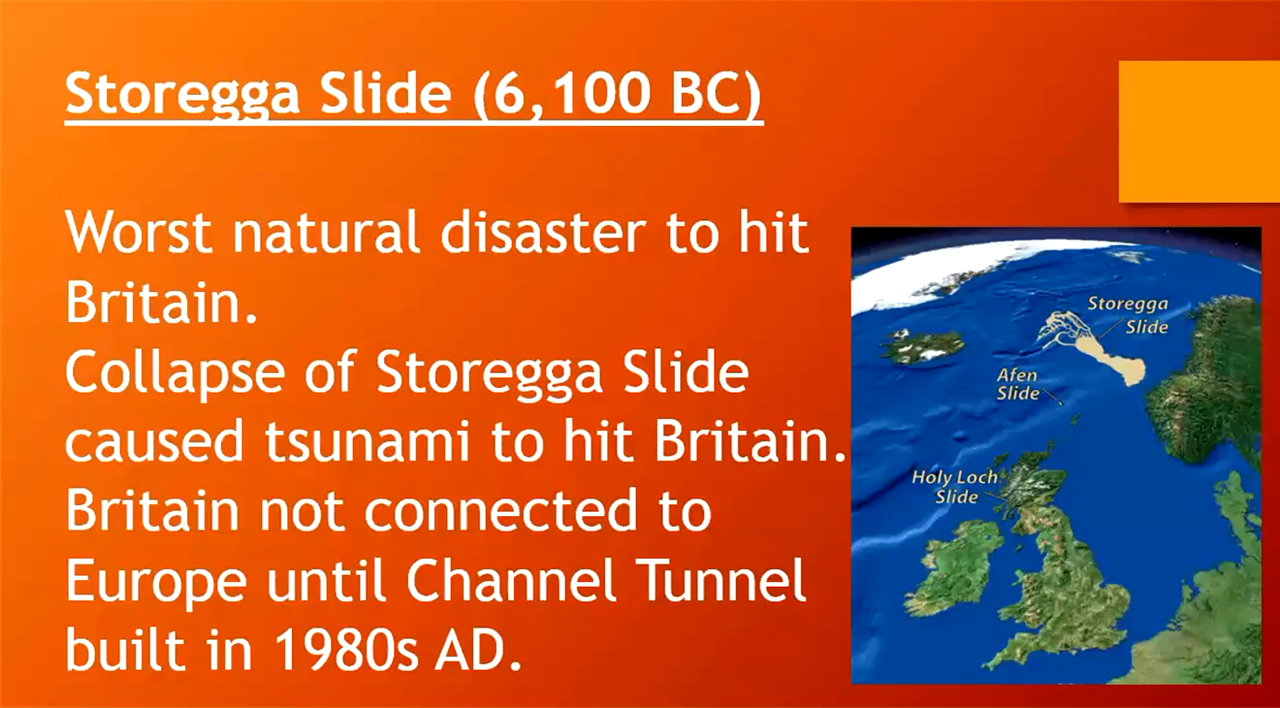 Storegga Slide (6,100 BC)
Worst natural disaster to hit
Britain.
Collapse of Storegga Slide
caused tsunami to hit Britain.
Britain not connected to
Europe until Channel Tunnel
built in 1980s AD.
Storegga
Slide
Afen
Slide
Holy Loch
Slide